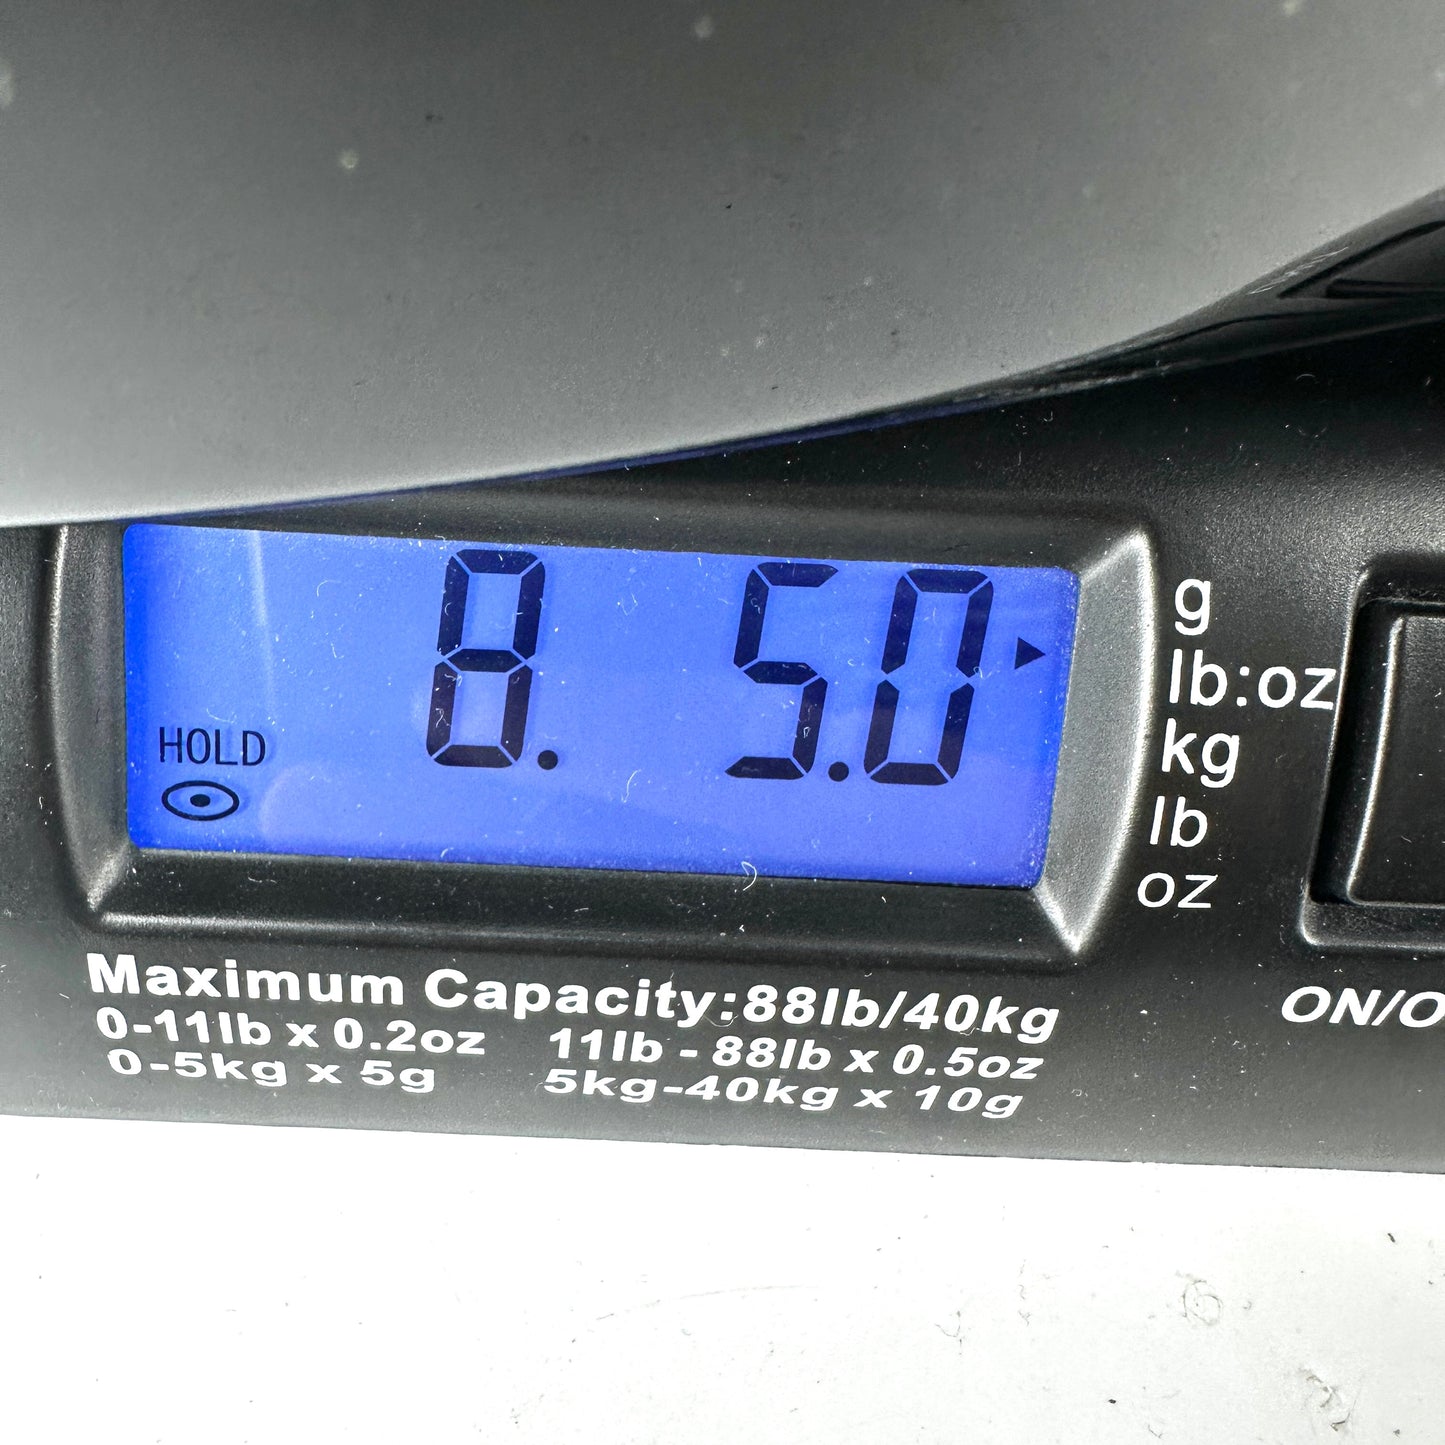 8. 5.0
HOLD
g
lb:oz
kg
lb
oz
Maximum Capacity:88lb/40kg
0-11lb x 0.2oz 11lb - 88lb x 0.5oz
0-5kg x 5g 5kg-40kg x 10g
ON/O